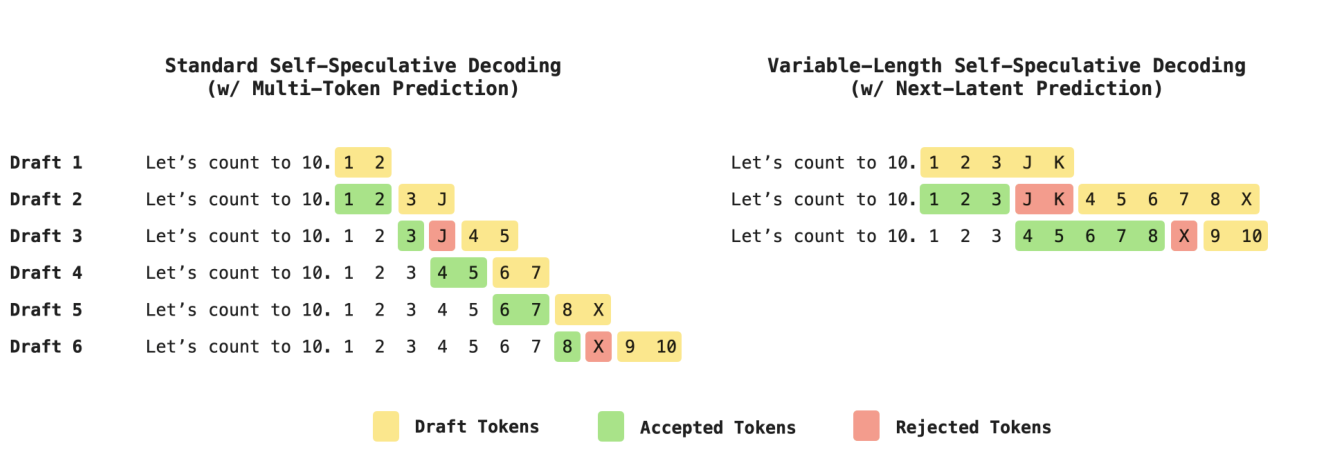 Standard Self-Speculative Decoding
(w/ Multi-Token Prediction)
Variable-Length Self-Speculative Decoding
(w/ Next-Latent Prediction)
Draft 1 Let's count to 10. 1 2
Let's count to 10. 1 2 3 J K
Draft 2 Let's count to 10. 1 2 3 J
Let's count to 10. 1 2 3 J K 4 5 6 7 8 X
Draft 3 Let's count to 10. 1 2 3 J 4 5
Let's count to 10. 1 2 3 4 5 6 7 8 X 9 10
Draft 4 Let's count to 10. 1 2 3 4 5 6 7
Draft 5 Let's count to 10. 1 2 3 4 5 6 7 8 X
Draft 6 Let's count to 10. 1 2 3 4 5 6 7 8 X 9 10
Draft Tokens Accepted Tokens Rejected Tokens